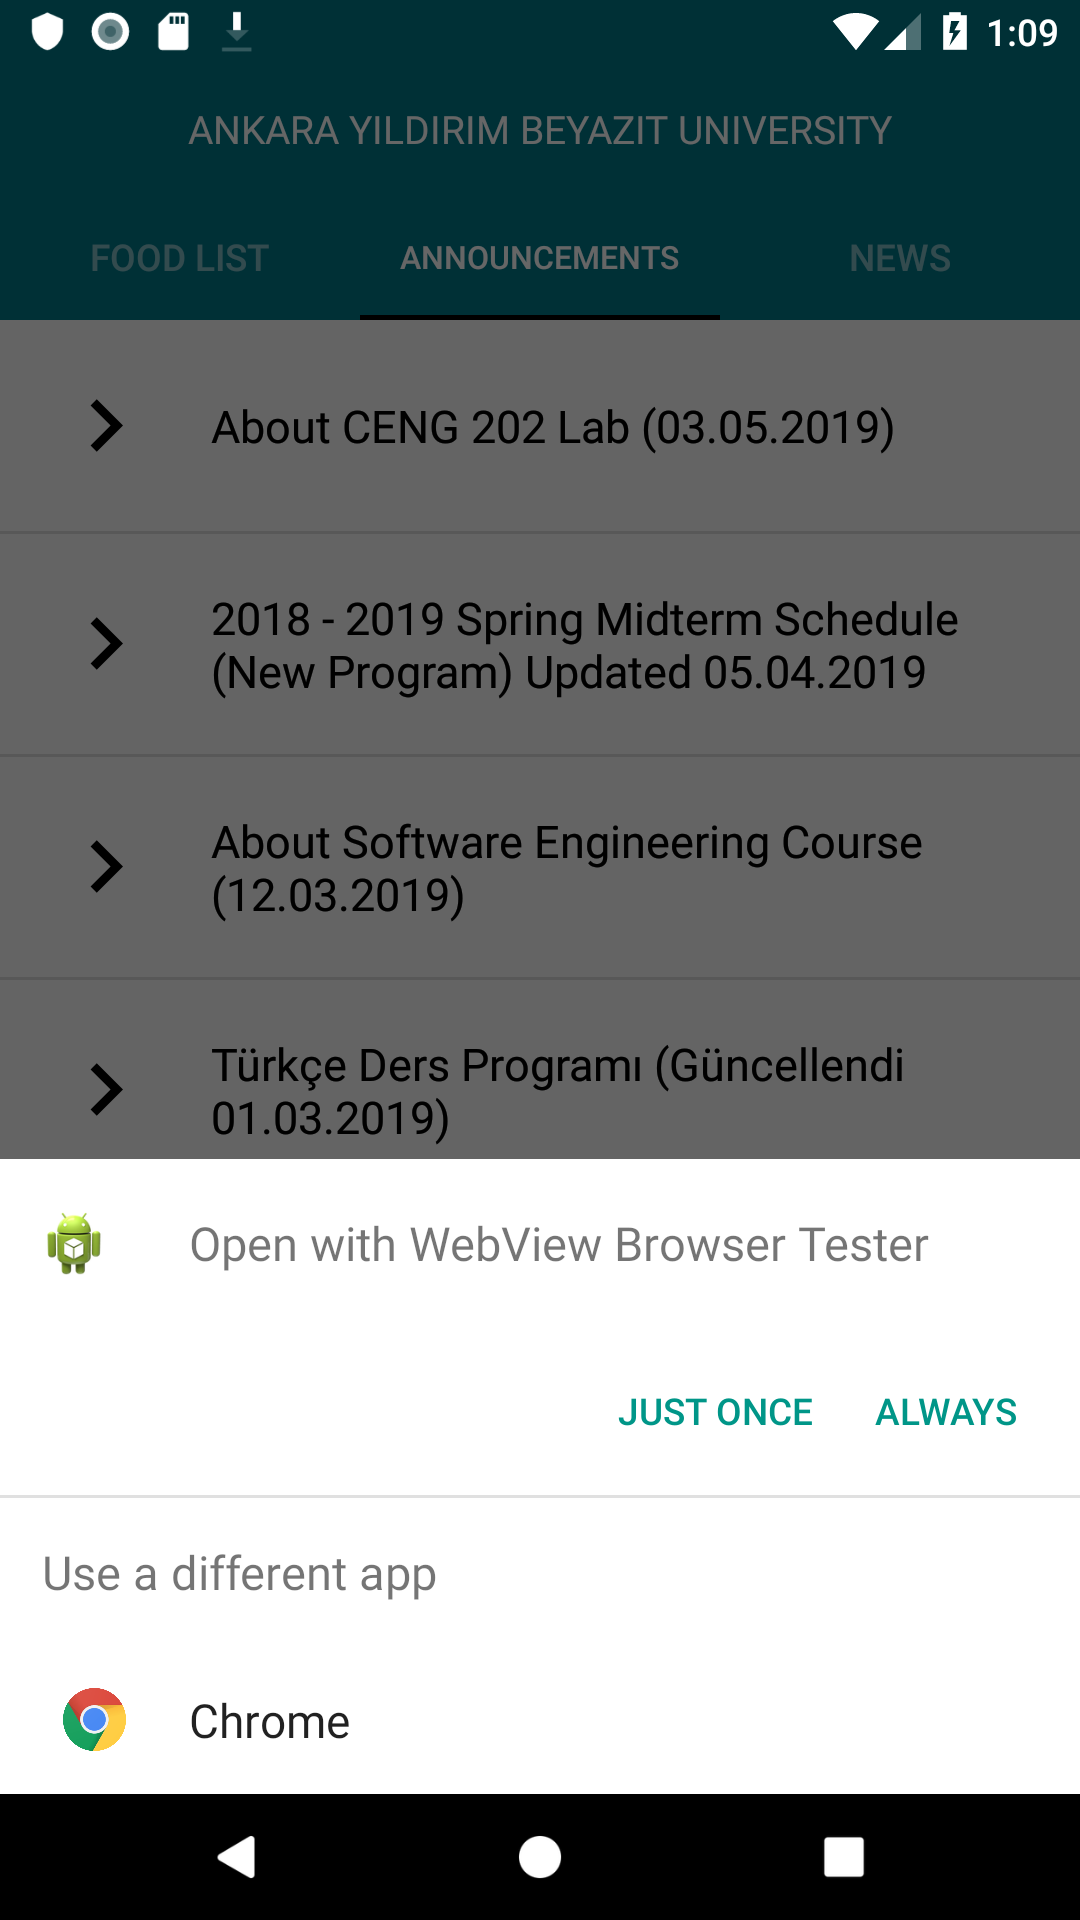 1:09
ANKARA YILDIRIM BEYAZIT UNIVERSITY
FOOD LIST ANNOUNCEMENTS NEWS
About CENG 202 Lab (03.05.2019)
2018 - 2019 Spring Midterm Schedule
(New Program) Updated 05.04.2019
About Software Engineering Course
(12.03.2019)
Türkçe Ders Programı (Güncellendi
01.03.2019)
Open with WebView Browser Tester
JUST ONCE ALWAYS
Use a different app
Chrome